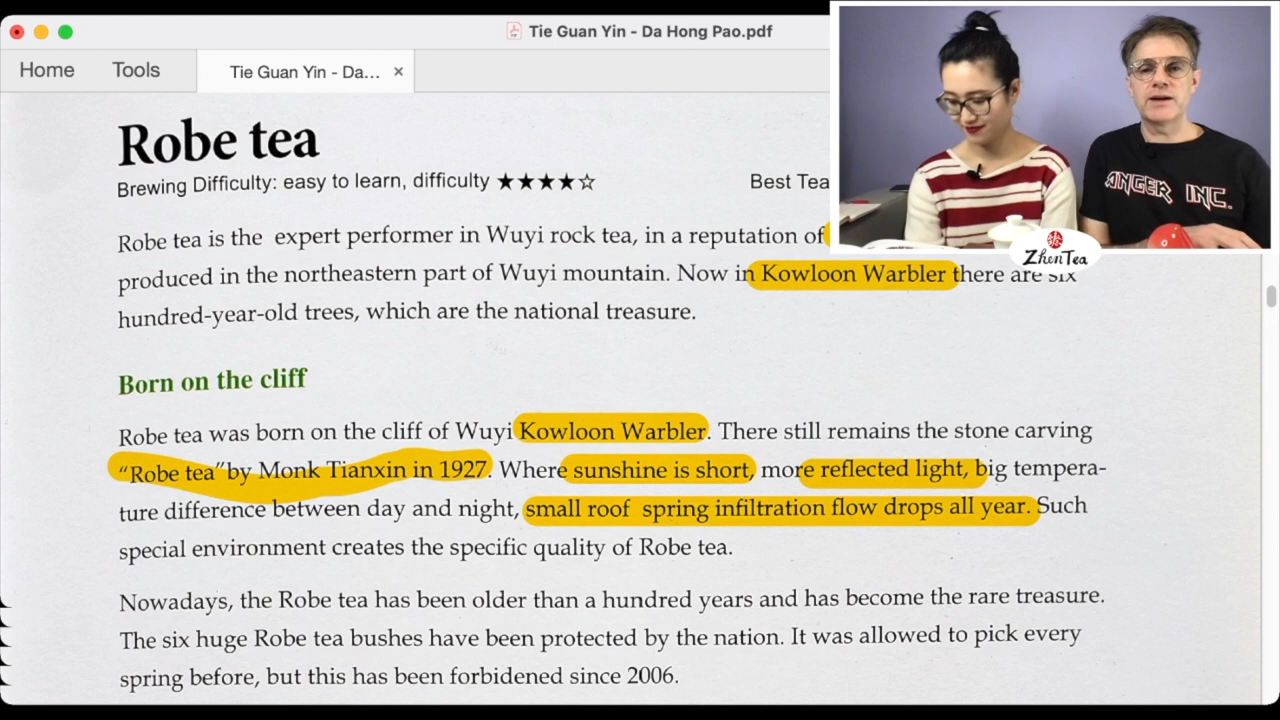 Tie Guan Yin - Da Hong Pao.pdf
Home
Tools
Tie Guan Yin - Da...
ANGER INC.
ZhenTea
Robe tea
Brewing Difficulty: easy to learn, difficulty ★★★★☆
Best Tea
Robe tea is the expert performer in Wuyi rock tea, in a reputation of
produced in the northeastern part of Wuyi mountain. Now in Kowloon Warbler there are six
hundred-year-old trees, which are the national treasure.
Born on the cliff
Robe tea was born on the cliff of Wuyi Kowloon Warbler. There still remains the stone carving
“Robe tea”by Monk Tianxin in 1927. Where sunshine is short, more reflected light, big tempera-
ture difference between day and night, small roof spring infiltration flow drops all year. Such
special environment creates the specific quality of Robe tea.
Nowadays, the Robe tea has been older than a hundred years and has become the rare treasure.
The six huge Robe tea bushes have been protected by the nation. It was allowed to pick every
spring before, but this has been forbidened since 2006.